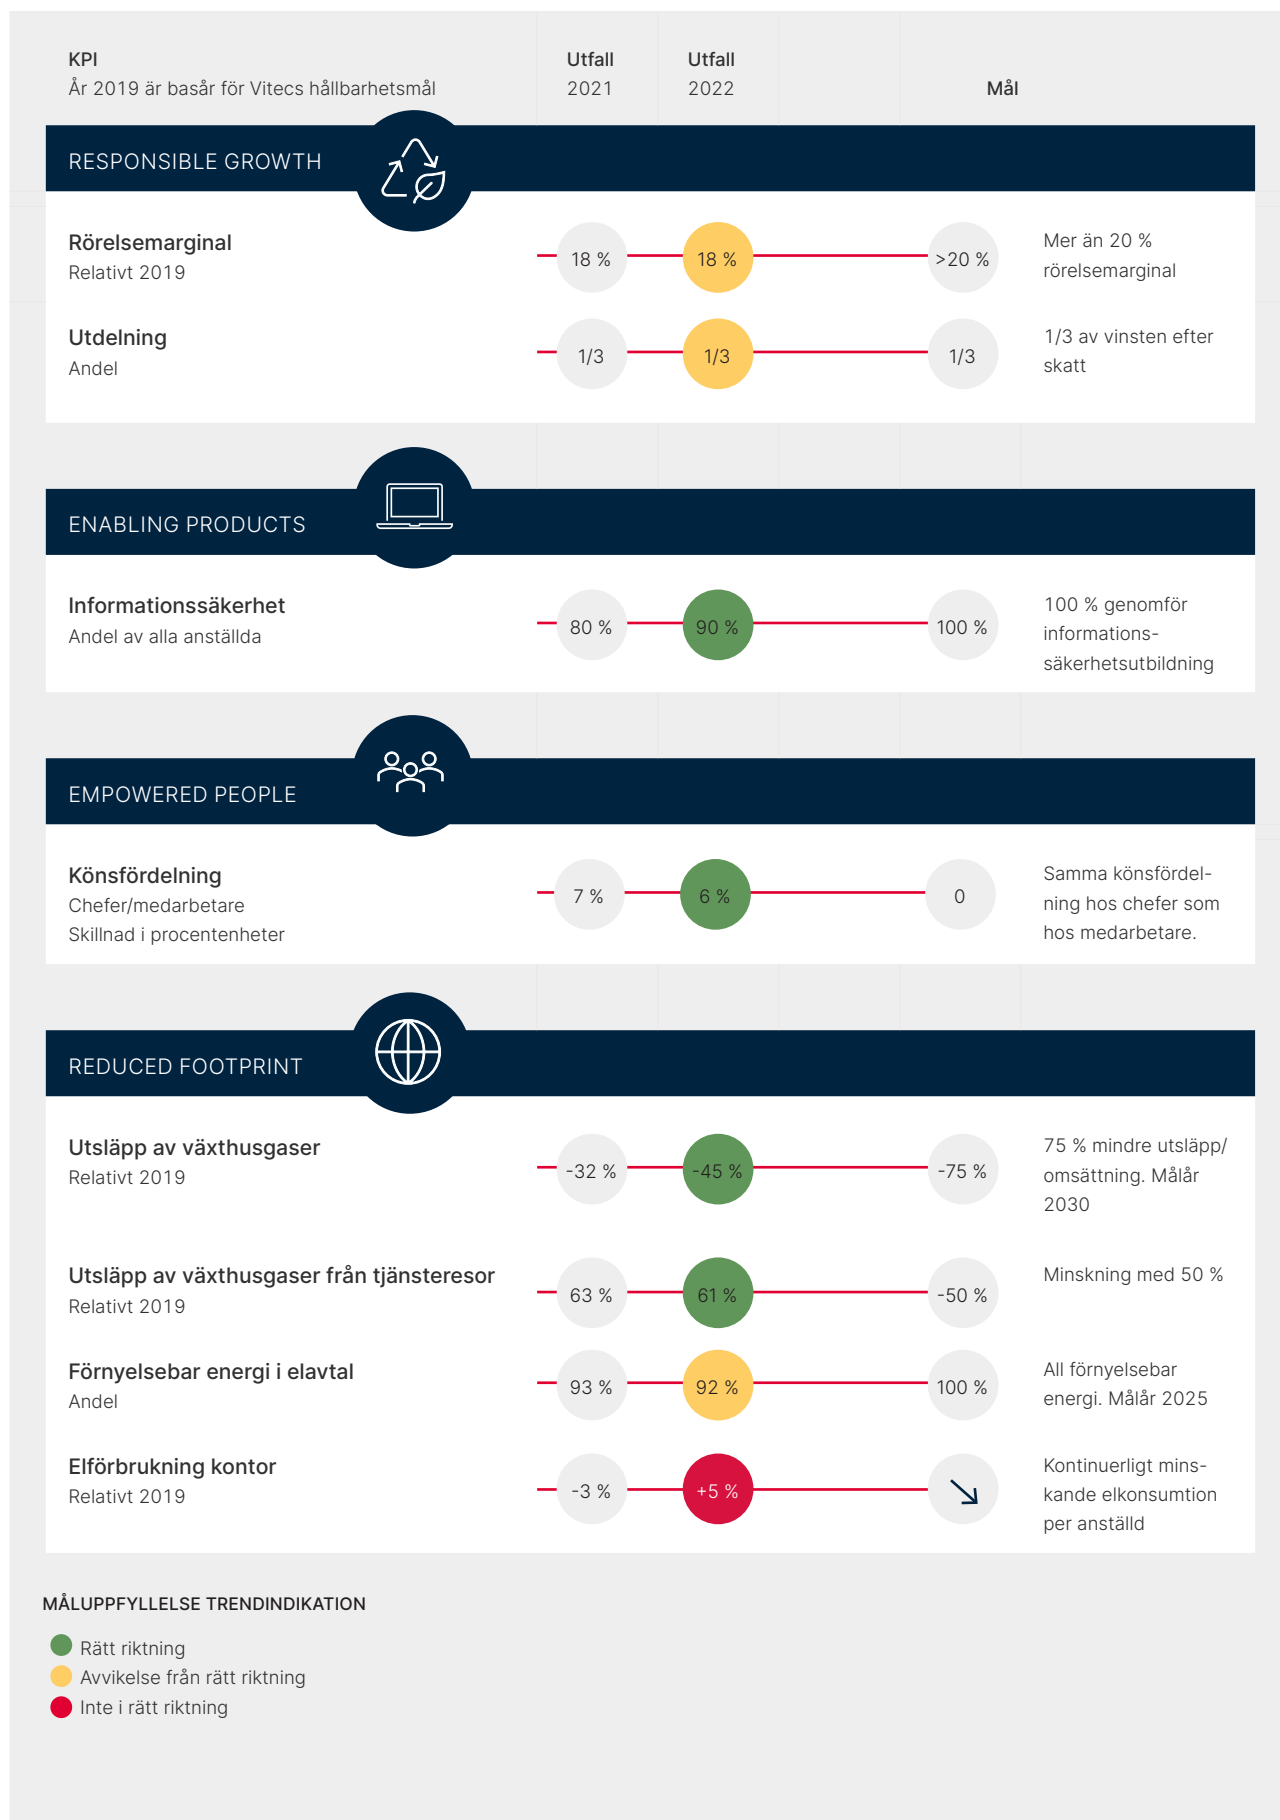 KPI
År 2019 är basår för Vitecs hållbarhetsmål
Utfall
2021
Utfall
2022
Mål
RESPONSIBLE GROWTH
Rörelsemarginal
Relativt 2019
18 %
18 %
>20 %
Mer än 20 %
rörelsemarginal
Utdelning
Andel
1/3
1/3
1/3
1/3 av vinsten efter
skatt
ENABLING PRODUCTS
Informationssäkerhet
Andel av alla anställda
80 %
90 %
100 %
100 % genomför
informations-
säkerhetsutbildning
EMPOWERED PEOPLE
Könsfördelning
Chefer/medarbetare
Skillnad i procentenheter
7 %
6 %
0
Samma könsfördel-
ning hos chefer som
hos medarbetare.
REDUCED FOOTPRINT
Utsläpp av växthusgaser
Relativt 2019
-32 %
-45 %
-75 %
75 % mindre utsläpp/
omsättning. Målår
2030
Utsläpp av växthusgaser från tjänsteresor
Relativt 2019
63 %
61 %
-50 %
Minskning med 50 %
Förnyelsebar energi i elavtal
Andel
93 %
92 %
100 %
All förnyelsebar
energi. Målår 2025
Elförbrukning kontor
Relativt 2019
-3 %
+5 %
Kontinuerligt mins-
kande elkonsumtion
per anställd
MÅLUPPFYLLELSE TRENDINDIKATION
Rätt riktning
Avvikelse från rätt riktning
Inte i rätt riktning